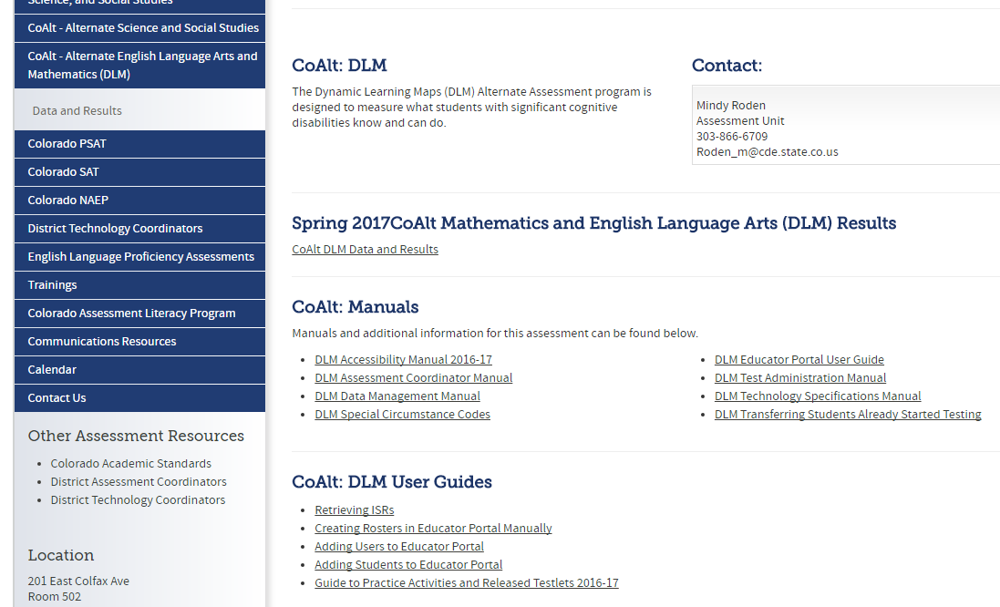 Science, and Social Studies
CoAlt - Alternate Science and Social Studies
CoAlt - Alternate English Language Arts and
Mathematics (DLM)
Data and Results
Colorado PSAT
Colorado SAT
Colorado NAEP
District Technology Coordinators
English Language Proficiency Assessments
Trainings
Colorado Assessment Literacy Program
Communications Resources
Calendar
Contact Us
Other Assessment Resources
Colorado Academic Standards
District Assessment Coordinators
District Technology Coordinators
Location
201 East Colfax Ave
Room 502
CoAlt: DLM
The Dynamic Learning Maps (DLM) Alternate Assessment program is
designed to measure what students with significant cognitive
disabilities know and can do.
Contact:
Mindy Roden
Assessment Unit
303-866-6709
Roden_m@cde.state.co.us
Spring 2017CoAlt Mathematics and English Language Arts (DLM) Results
CoAlt DLM Data and Results
CoAlt: Manuals
Manuals and additional information for this assessment can be found below.
DLM Accessibility Manual 2016-17
DLM Assessment Coordinator Manual
DLM Data Management Manual
DLM Special Circumstance Codes
DLM Educator Portal User Guide
DLM Test Administration Manual
DLM Technology Specifications Manual
DLM Transferring Students Already Started Testing
CoAlt: DLM User Guides
Retrieving ISRs
Creating Rosters in Educator Portal Manually
Adding Users to Educator Portal
Adding Students to Educator Portal
Guide to Practice Activities and Released Testlets 2016-17